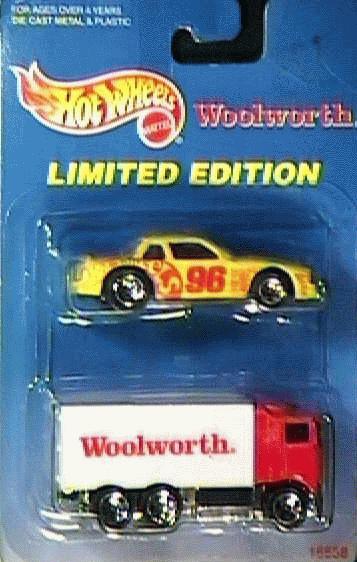 FOR AGES OVER 4 YEARS
DIE CAST METAL & PLASTIC
Hot Wheels
MATTEL
Woolworth.
LIMITED EDITION
96
Woolworth.